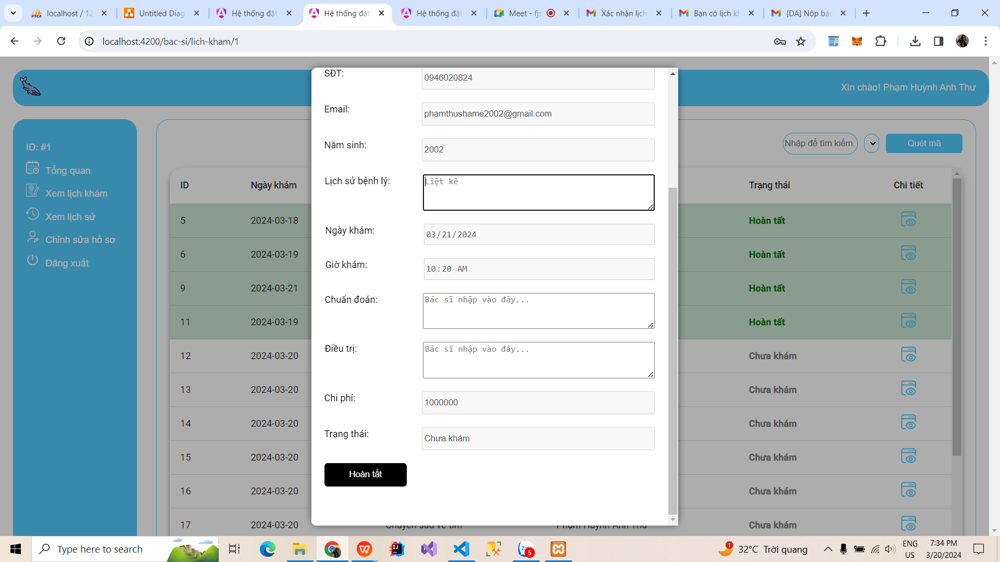 localhost / 12
Untitled Diag
Hệ thống đặt
Hệ thống đặt
Hệ thống đặt
Meet - fjs
Xác nhận lịch
Bạn có lịch kh
[DA] Nộp bác
localhost:4200/bac-si/lich-kham/1
Xin chào! Phạm Huỳnh Anh Thư
ID: #1
Tổng quan
Xem lịch khám
Xem lịch sử
Chỉnh sửa hồ sơ
Đăng xuất
Nhập để tìm kiếm.
Quét mã
ID Ngày khám Trạng thái Chi tiết
5 2024-03-18 Hoàn tất
6 2024-03-19 Hoàn tất
9 2024-03-21 Hoàn tất
11 2024-03-19 Hoàn tất
12 2024-03-20 Chưa khám
13 2024-03-20 Chưa khám
14 2024-03-20 Chưa khám
15 2024-03-20 Chưa khám
16 2024-03-20 Chưa khám
17 2024-03-20 Chuyên sâu về tim Phạm Huỳnh Anh Thư Chưa khám
SĐT: 0946020824
Email: phamthushame2002@gmail.com
Năm sinh: 2002
Lịch sử bệnh lý: Liệt kê
Ngày khám: 03/21/2024
Giờ khám: 10:20 AM
Chuẩn đoán: Bác sĩ nhập vào đây...
Điều trị: Bác sĩ nhập vào đây...
Chi phí: 1000000
Trạng thái: Chưa khám
Hoàn tất
Type here to search
5
1
32°C Trời quang
ENG
US
7:34 PM
3/20/2024